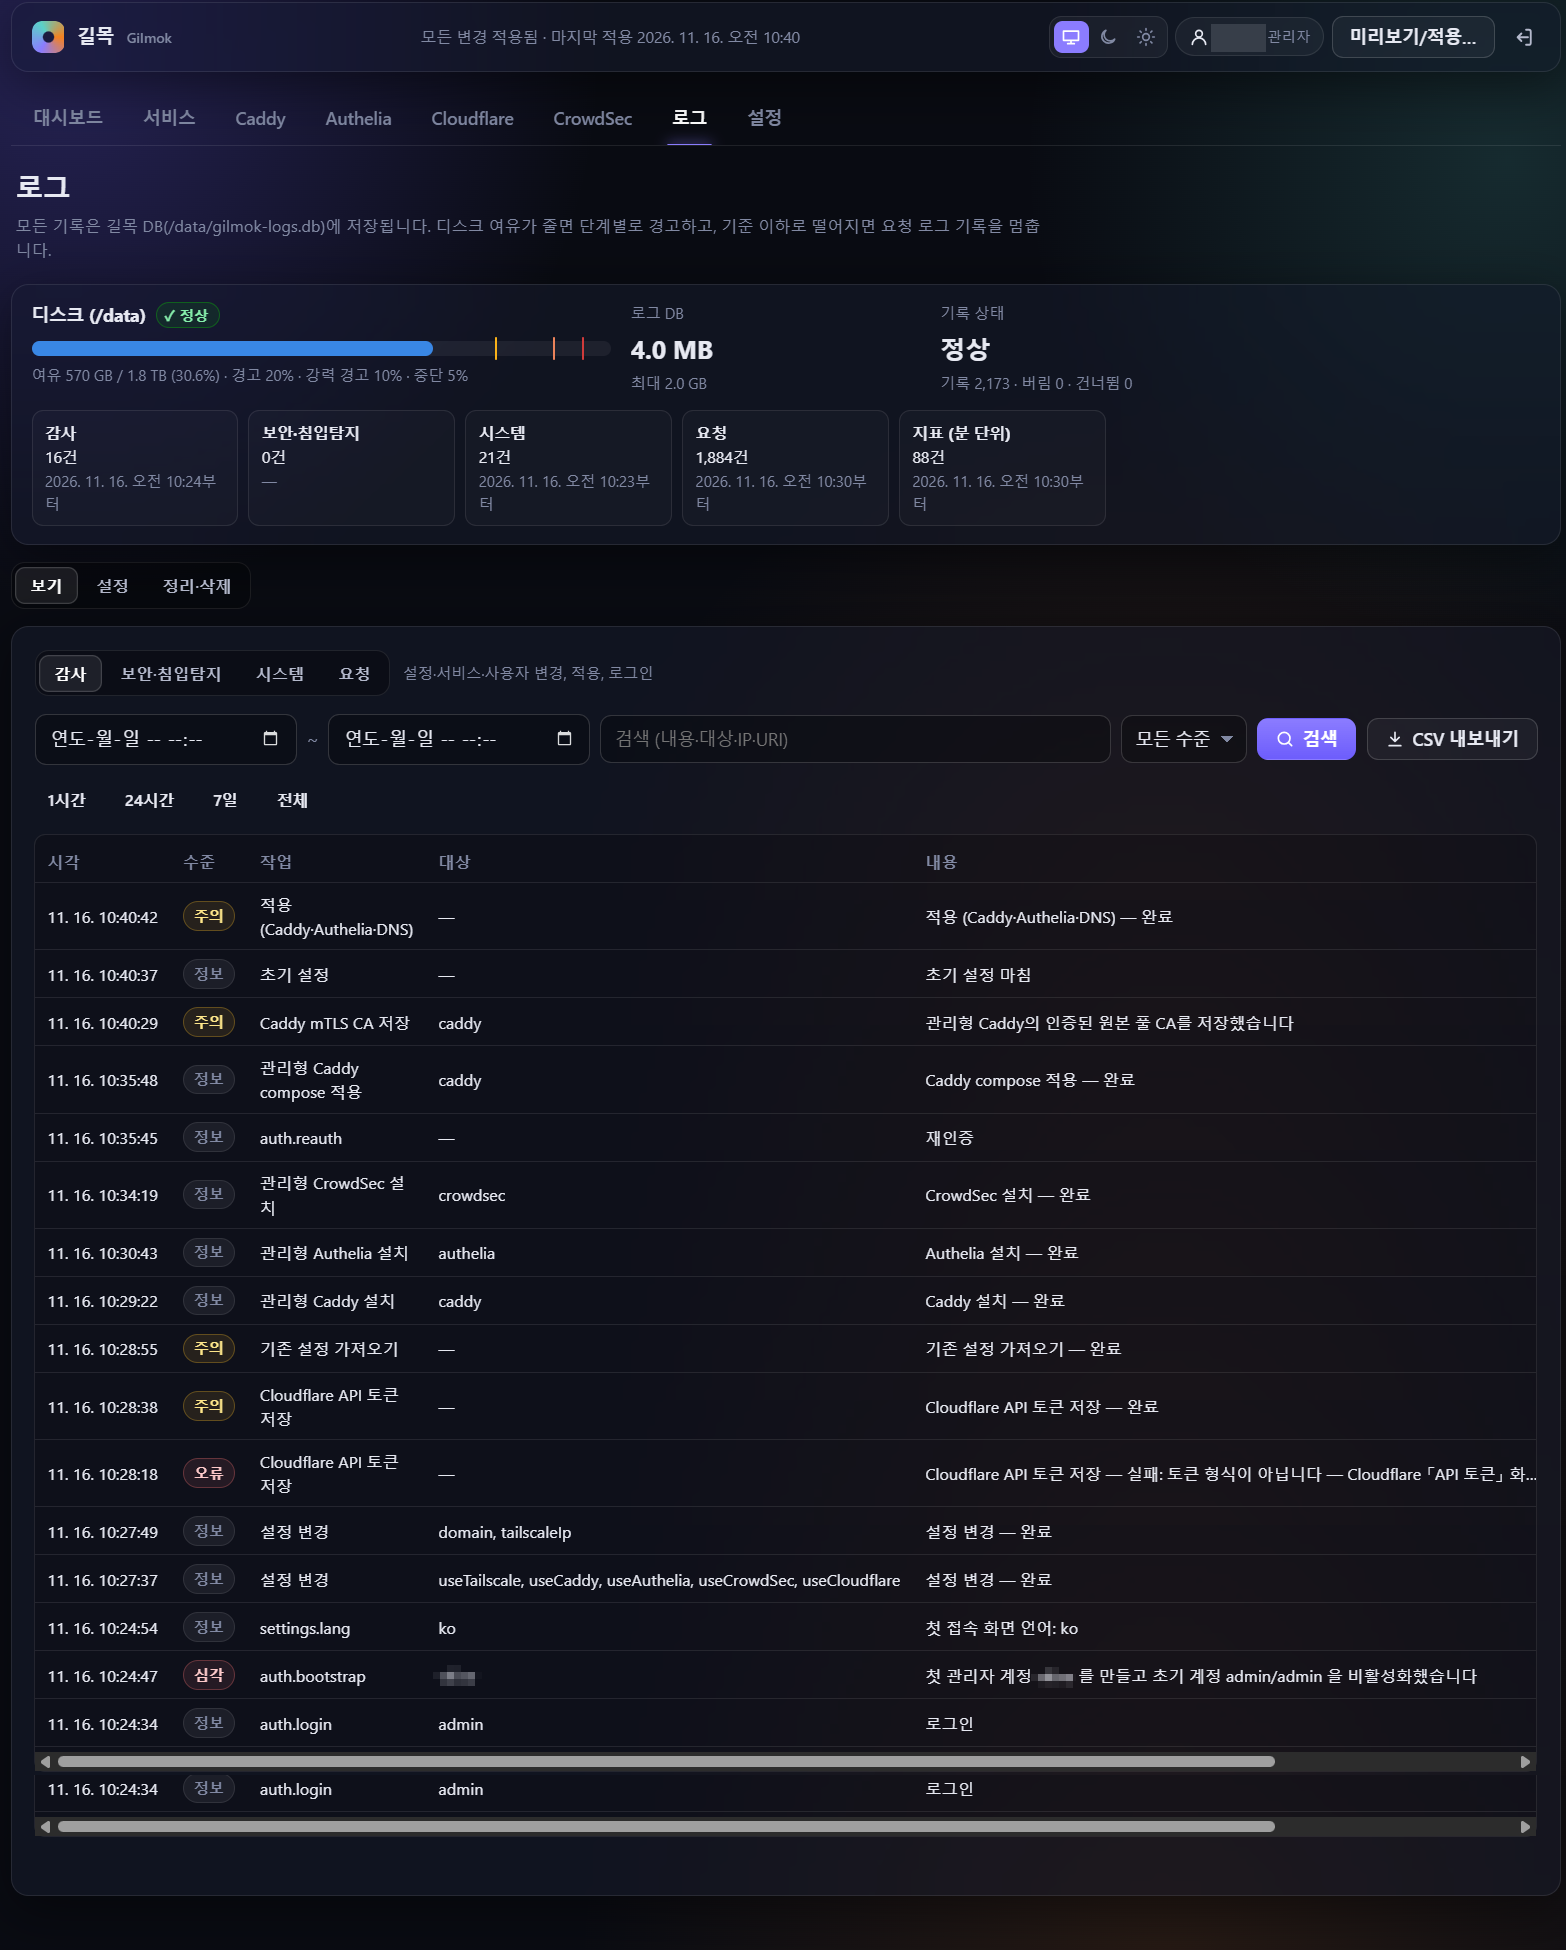 길목 Gilmok
모든 변경 적용됨 · 마지막 적용 2026. 11. 16. 오전 10:40
관리자
미리보기/적용...
대시보드 서비스 Caddy Authelia Cloudflare CrowdSec 로그 설정
로그
모든 기록은 길목 DB(/data/gilmok-logs.db)에 저장됩니다. 디스크 여유가 줄면 단계별로 경고하고, 기준 이하로 떨어지면 요청 로그 기록을 멈춥
니다.
디스크 (/data) ✓ 정상
여유 570 GB / 1.8 TB (30.6%) · 경고 20% · 강력 경고 10% · 중단 5%
로그 DB
4.0 MB
최대 2.0 GB
기록 상태
정상
기록 2,173 · 버림 0 · 건너뜀 0
감사
16건
2026. 11. 16. 오전 10:24부
터
보안·침입탐지
0건
—
시스템
21건
2026. 11. 16. 오전 10:23부
터
요청
1,884건
2026. 11. 16. 오전 10:30부
터
지표 (분 단위)
88건
2026. 11. 16. 오전 10:30부
터
보기 설정 정리·삭제
감사 보안·침입탐지 시스템 요청 설정·서비스·사용자 변경, 적용, 로그인
연도-월-일 -- --:-- ~ 연도-월-일 -- --:-- 검색 (내용·대상·IP·URI) 모든 수준 검색 CSV 내보내기
1시간 24시간 7일 전체
시각 수준 작업 대상 내용
11. 16. 10:40:42 주의 적용
(Caddy·Authelia·DNS) — 적용 (Caddy·Authelia·DNS) — 완료
11. 16. 10:40:37 정보 초기 설정 — 초기 설정 마침
11. 16. 10:40:29 주의 Caddy mTLS CA 저장 caddy 관리형 Caddy의 인증된 원본 풀 CA를 저장했습니다
11. 16. 10:35:48 정보 관리형 Caddy
compose 적용 caddy Caddy compose 적용 — 완료
11. 16. 10:35:45 정보 auth.reauth — 재인증
11. 16. 10:34:19 정보 관리형 CrowdSec 설
치 crowdsec CrowdSec 설치 — 완료
11. 16. 10:30:43 정보 관리형 Authelia 설치 authelia Authelia 설치 — 완료
11. 16. 10:29:22 정보 관리형 Caddy 설치 caddy Caddy 설치 — 완료
11. 16. 10:28:55 주의 기존 설정 가져오기 — 기존 설정 가져오기 — 완료
11. 16. 10:28:38 주의 Cloudflare API 토큰
저장 — Cloudflare API 토큰 저장 — 완료
11. 16. 10:28:18 오류 Cloudflare API 토큰
저장 — Cloudflare API 토큰 저장 — 실패: 토큰 형식이 아닙니다 — Cloudflare「API 토큰」화...
11. 16. 10:27:49 정보 설정 변경 domain, tailscaleIp 설정 변경 — 완료
11. 16. 10:27:37 정보 설정 변경 useTailscale, useCaddy, useAuthelia, useCrowdSec, useCloudflare 설정 변경 — 완료
11. 16. 10:24:54 정보 settings.lang ko 첫 접속 화면 언어: ko
11. 16. 10:24:47 심각 auth.bootstrap 첫 관리자 계정 를 만들고 초기 계정 admin/admin 을 비활성화했습니다
11. 16. 10:24:34 정보 auth.login admin 로그인
11. 16. 10:24:34 정보 auth.login admin 로그인